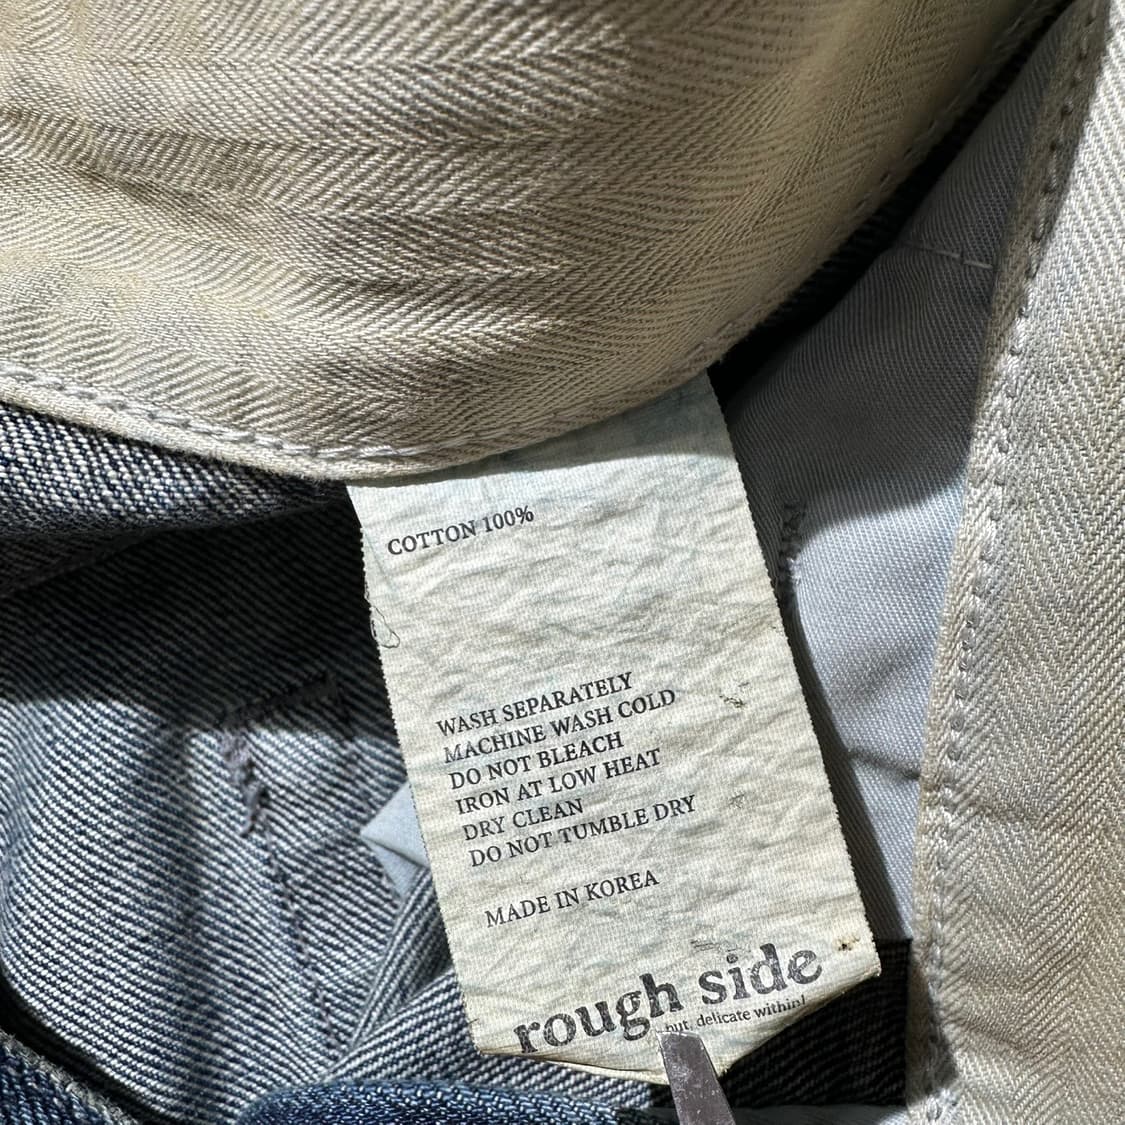 COTTON 100%
WASH SEPARATELY
MACHINE WASH COLD
DO NOT BLEACH
IRON AT LOW HEAT
DRY CLEAN
DO NOT TUMBLE DRY
MADE IN KOREA
rough side
but, delicate within!